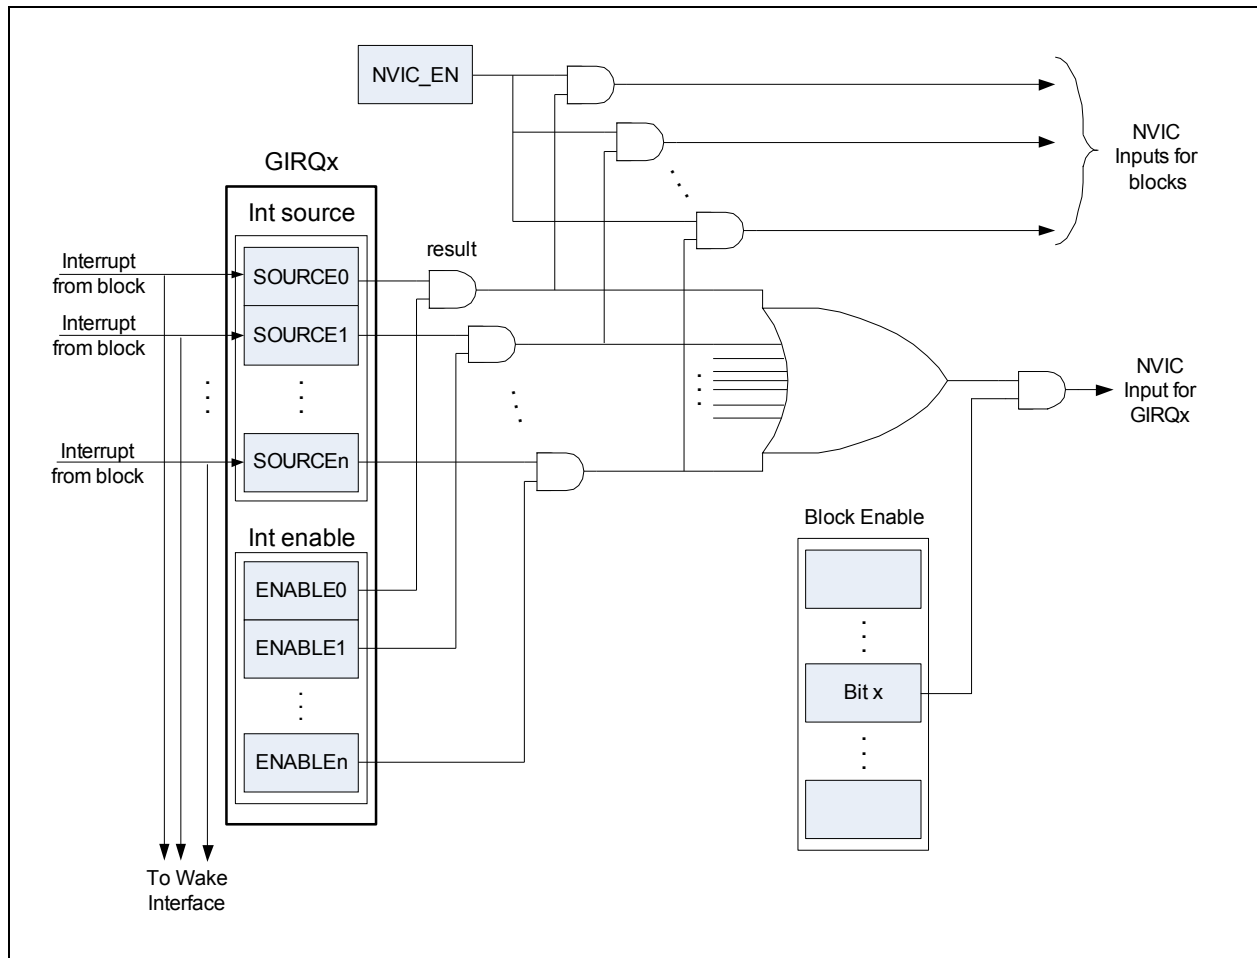 NVIC_EN
NVIC
Inputs for
blocks
GIRQx
Int source
result
Interrupt
from block
SOURCE0
Interrupt
from block
SOURCE1
Interrupt
from block
SOURCEn
NVIC
Input for
GIRQx
Int enable
ENABLE0
ENABLE1
ENABLEn
Block Enable
Bit x
To Wake
Interface